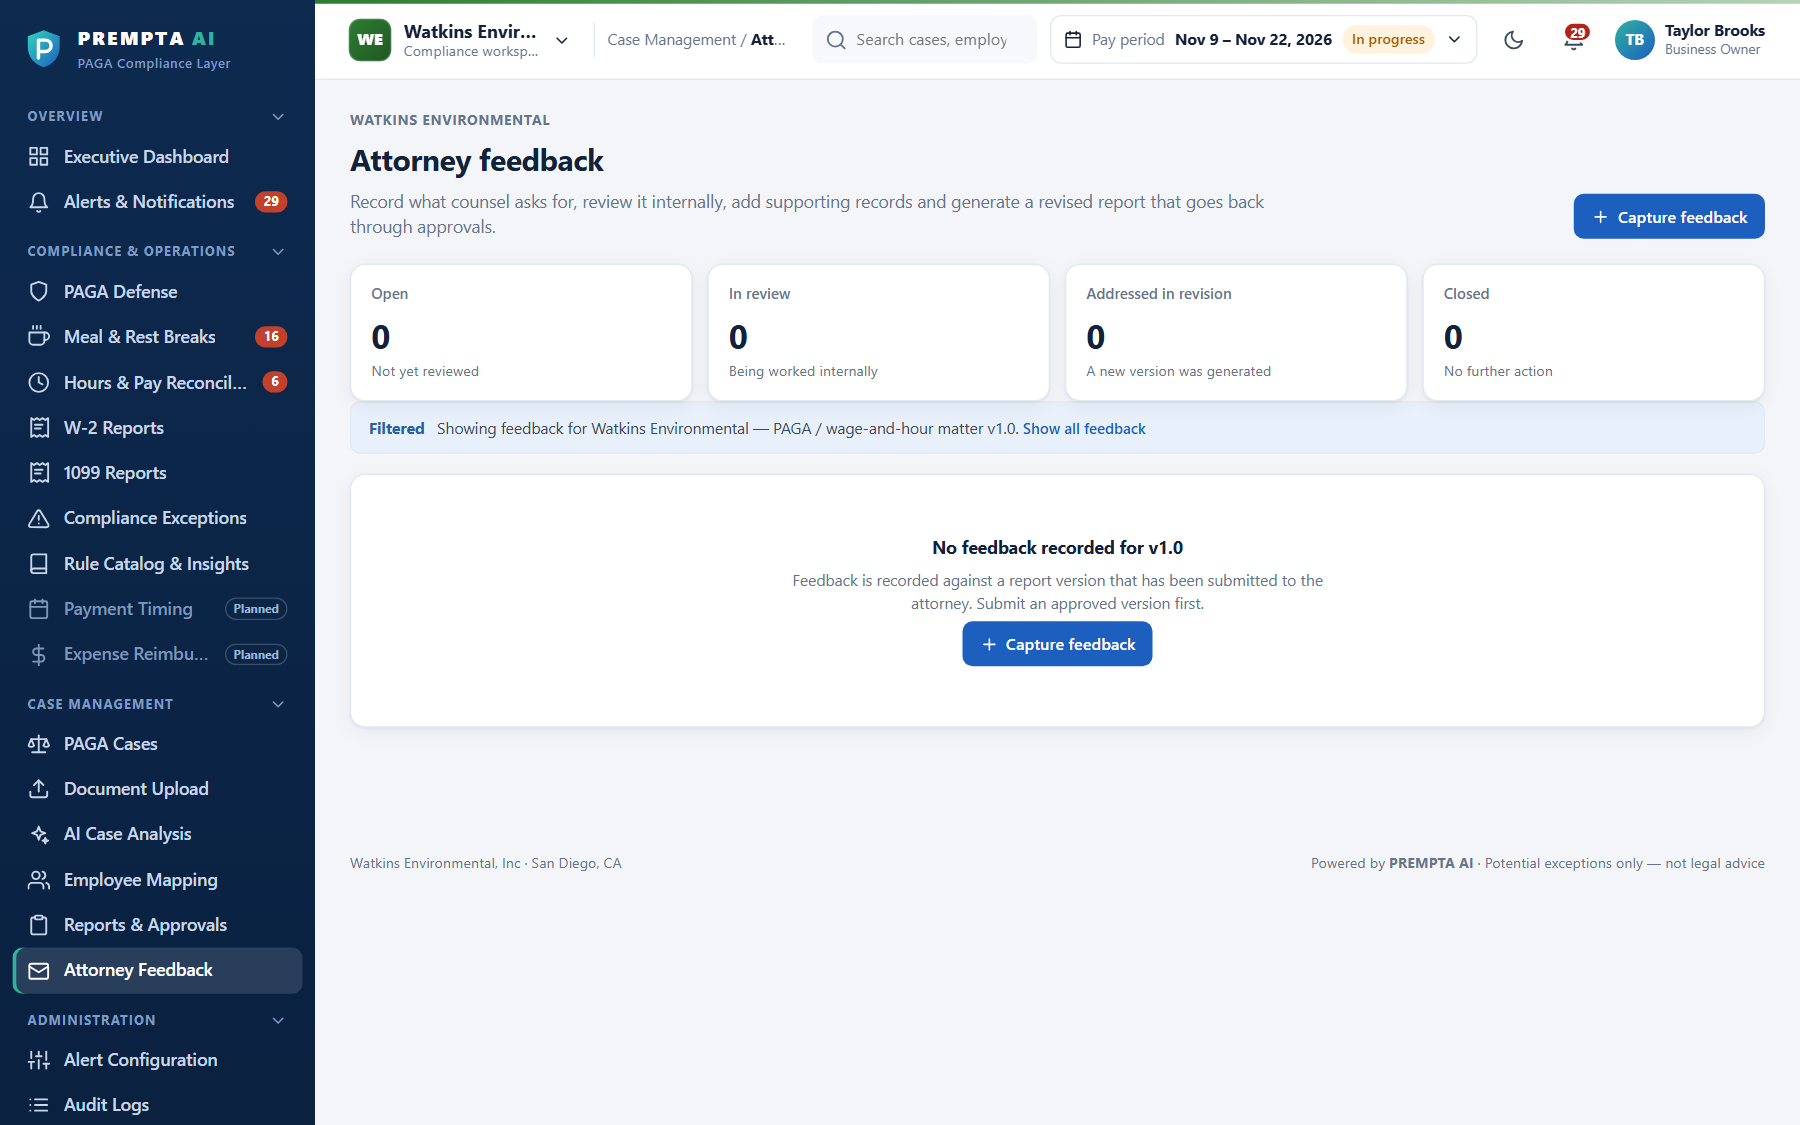 PREMPTA AI
PAGA Compliance Layer
OVERVIEW
Executive Dashboard
Alerts & Notifications 29
COMPLIANCE & OPERATIONS
PAGA Defense
Meal & Rest Breaks 16
Hours & Pay Reconcil... 6
W-2 Reports
1099 Reports
Compliance Exceptions
Rule Catalog & Insights
Payment Timing Planned
Expense Reimbu... Planned
CASE MANAGEMENT
PAGA Cases
Document Upload
AI Case Analysis
Employee Mapping
Reports & Approvals
Attorney Feedback
ADMINISTRATION
Alert Configuration
Audit Logs
WE
Watkins Envir...
Compliance worksp...
Case Management / Att...
Search cases, employ
Pay period Nov 9 – Nov 22, 2026 In progress
29
TB
Taylor Brooks
Business Owner
WATKINS ENVIRONMENTAL
Attorney feedback
Record what counsel asks for, review it internally, add supporting records and generate a revised report that goes back
through approvals.
Capture feedback
Open
0
Not yet reviewed
In review
0
Being worked internally
Addressed in revision
0
A new version was generated
Closed
0
No further action
Filtered Showing feedback for Watkins Environmental — PAGA / wage-and-hour matter v1.0. Show all feedback
No feedback recorded for v1.0
Feedback is recorded against a report version that has been submitted to the
attorney. Submit an approved version first.
Capture feedback
Watkins Environmental, Inc · San Diego, CA
Powered by PREMPTA AI · Potential exceptions only — not legal advice